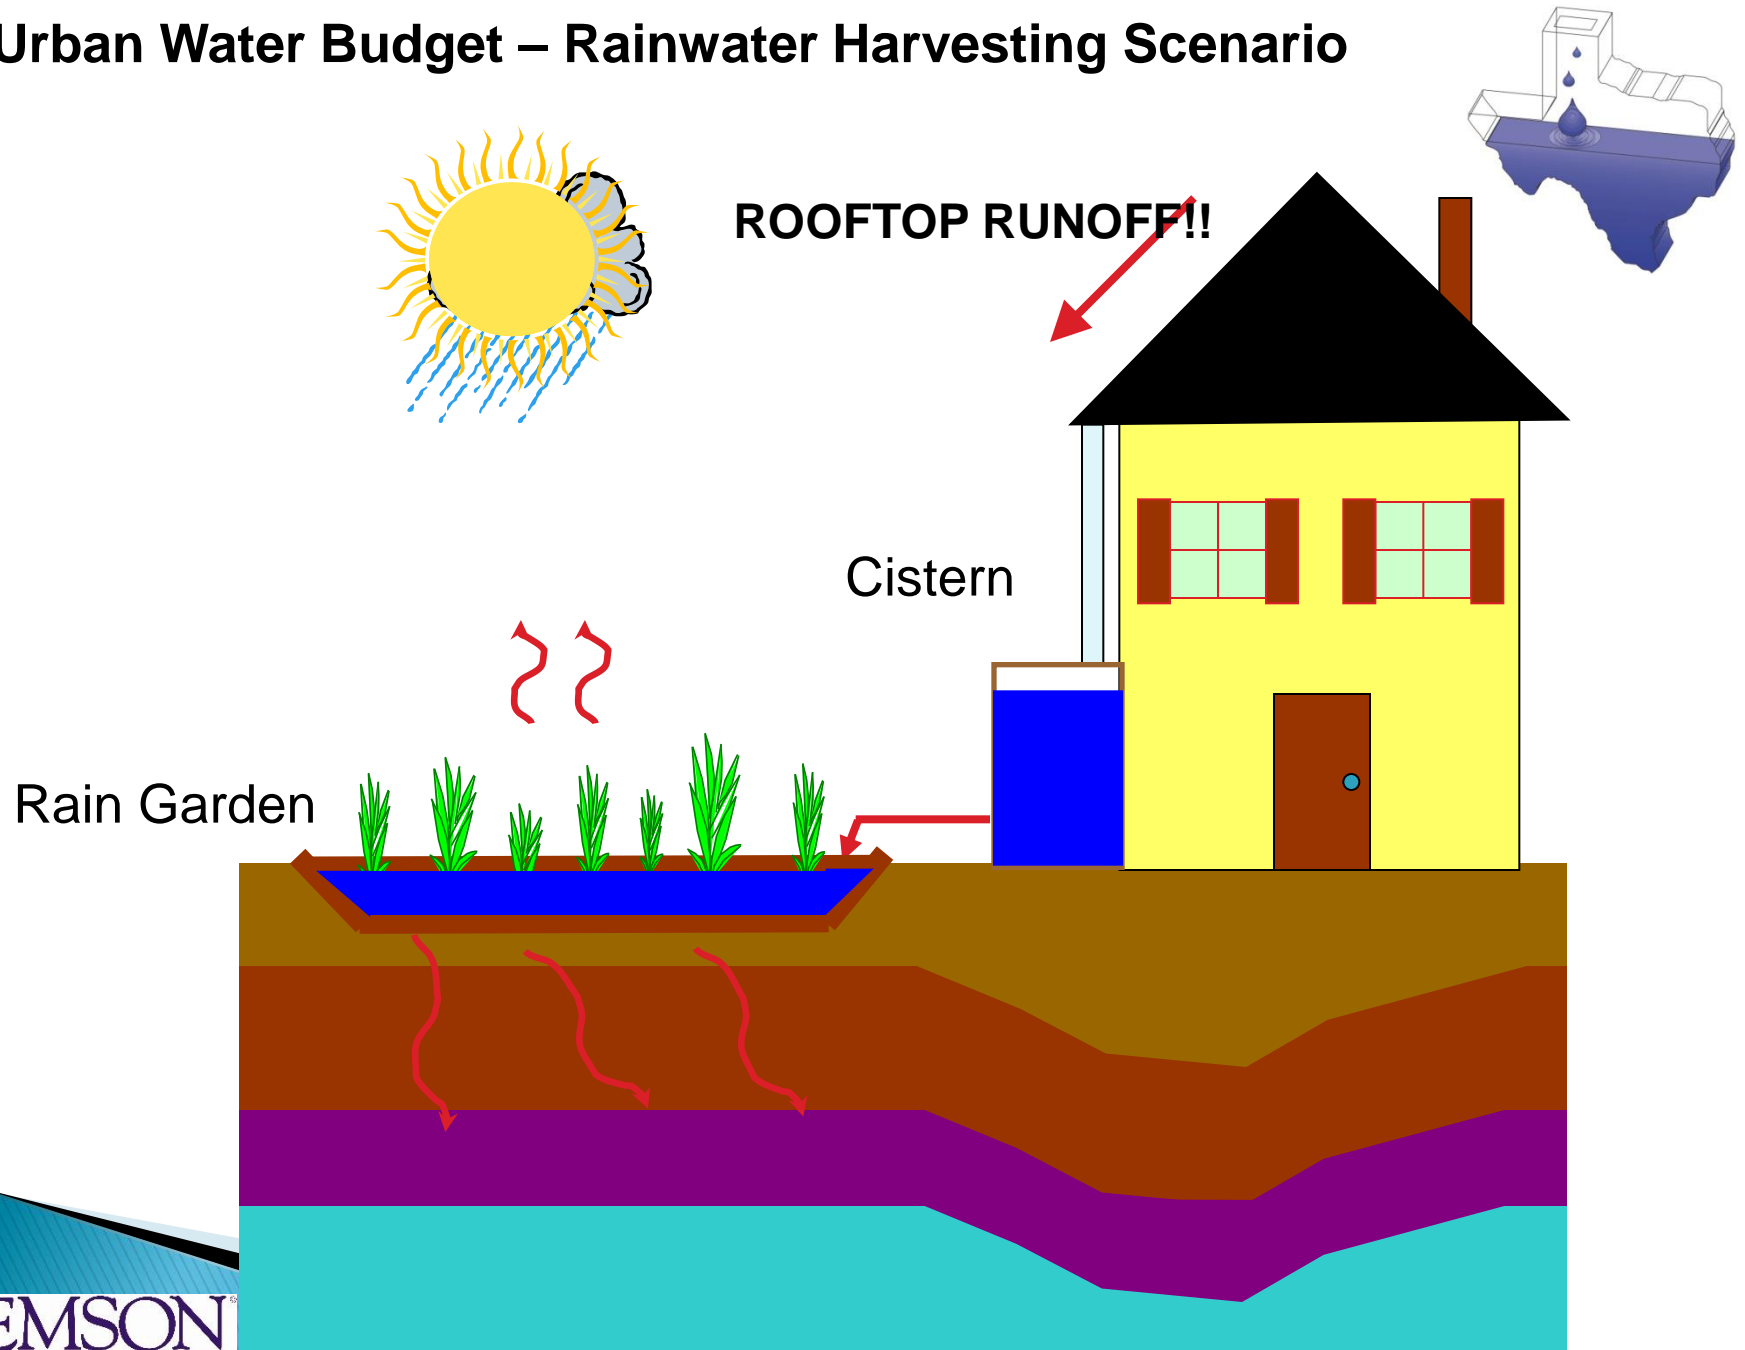 Urban Water Budget – Rainwater Harvesting Scenario
ROOFTOP RUNOFF!!
Cistern
Rain Garden
EMSON